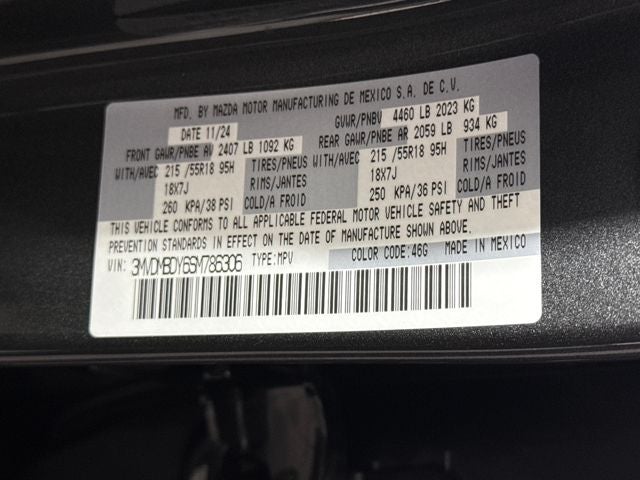 MFD. BY MAZDA MOTOR MANUFACTURING DE MEXICO S.A. DE C.V.
DATE 11/24 GVWR/PNBV 4460 LB 2023 KG
FRONT GAWR/PNBE AV 2407 LB 1092 KG REAR GAWR/PNBE AR 2059 LB 934 KG
WITH/AVEC 215 /55R18 95H TIRES/PNEUS WITH/AVEC 215 /55R18 95H TIRES/PNEUS
18X7J RIMS/JANTES 18X7J RIMS/JANTES
260 KPA/38 PSI COLD/A FROID 250 KPA/36 PSI COLD/A FROID
THIS VEHICLE CONFORMS TO ALL APPLICABLE FEDERAL MOTOR VEHICLE SAFETY AND THEFT
PREVENTION STANDARDS IN EFFECT ON THE DATE OF MANUFACTURE SHOWN ABOVE.
VIN: 3MVDMBDY6SM786306 TYPE:MPV COLOR CODE:46G MADE IN MEXICO